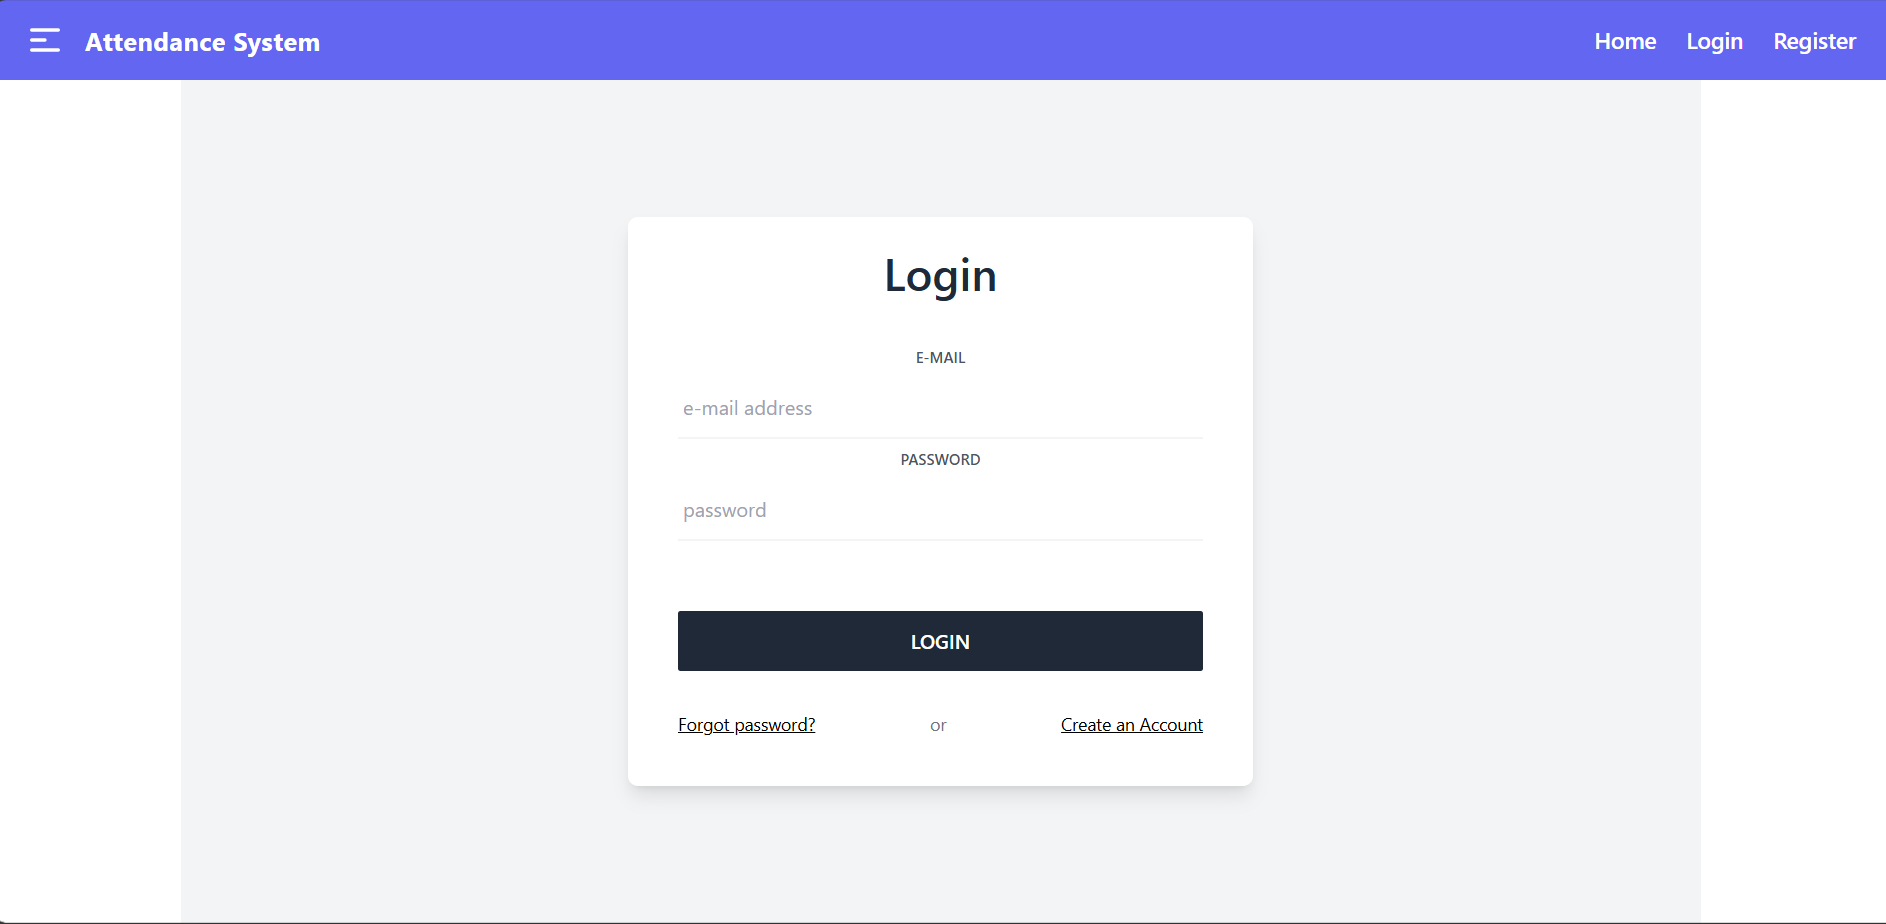 Attendance System
Home Login Register
Login
E-MAIL
e-mail address
PASSWORD
password
LOGIN
Forgot password? or Create an Account